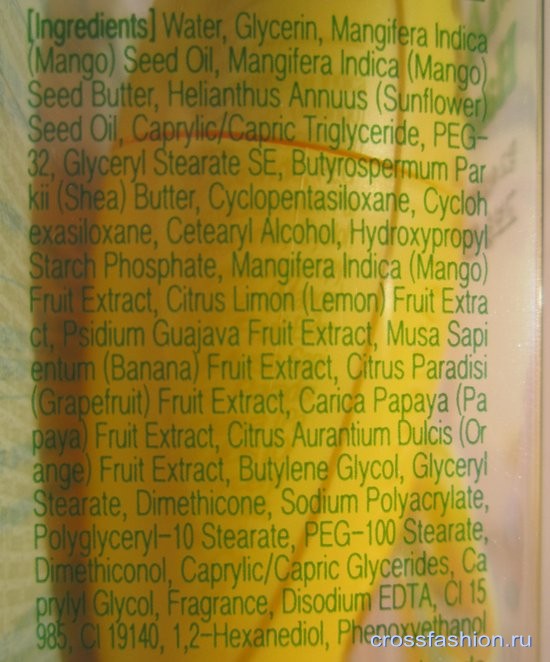 [Ingredients] Water, Glycerin, Mangifera Indica
(Mango) Seed Oil, Mangifera Indica (Mango)
Seed Butter, Helianthus Annuus (Sunflower)
Seed Oil, Caprylic/Capric Triglyceride, PEG-
32, Glyceryl Stearate SE, Butyrospermum Par
kii (Shea) Butter, Cyclopentasiloxane, Cycloh
exasiloxane, Cetearyl Alcohol, Hydroxypropyl
Starch Phosphate, Mangifera Indica (Mango)
Fruit Extract, Citrus Limon (Lemon) Fruit Extra
ct, Psidium Guajava Fruit Extract, Musa Sapi
entum (Banana) Fruit Extract, Citrus Paradisi
(Grapefruit) Fruit Extract, Carica Papaya (Pa
paya) Fruit Extract, Citrus Aurantium Dulcis (Or
ange) Fruit Extract, Butylene Glycol, Glyceryl
Stearate, Dimethicone, Sodium Polyacrylate,
Polyglyceryl-10 Stearate, PEG-100 Stearate,
Dimethiconol, Caprylic/Capric Glycerides, Ca
prylyl Glycol, Fragrance, Disodium EDTA, CI 15
985, CI 19140, 1,2-Hexanediol, Phenoxyethanol
crossfashion.ru